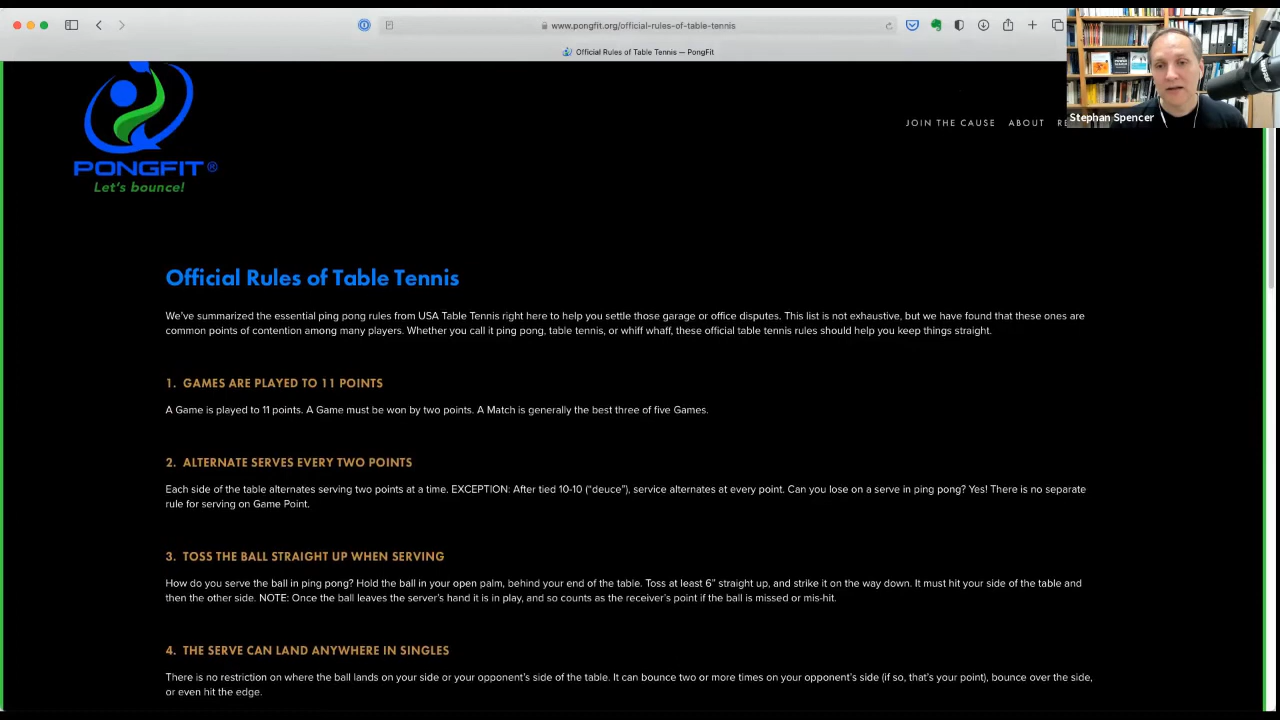 www.pongfit.org/official-rules-of-table-tennis
Official Rules of Table Tennis — PongFit
Stephan Spencer
PONGFIT®
Let's bounce!
JOIN THE CAUSE ABOUT
Official Rules of Table Tennis
We've summarized the essential ping pong rules from USA Table Tennis right here to help you settle those garage or office disputes. This list is not exhaustive, but we have found that these ones are
common points of contention among many players. Whether you call it ping pong, table tennis, or whiff whaff, these official table tennis rules should help you keep things straight.
1. GAMES ARE PLAYED TO 11 POINTS
A Game is played to 11 points. A Game must be won by two points. A Match is generally the best three of five Games.
2. ALTERNATE SERVES EVERY TWO POINTS
Each side of the table alternates serving two points at a time. EXCEPTION: After tied 10-10 ("deuce"), service alternates at every point. Can you lose on a serve in ping pong? Yes! There is no separate
rule for serving on Game Point.
3. TOSS THE BALL STRAIGHT UP WHEN SERVING
How do you serve the ball in ping pong? Hold the ball in your open palm, behind your end of the table. Toss at least 6" straight up, and strike it on the way down. It must hit your side of the table and
then the other side. NOTE: Once the ball leaves the server's hand it is in play, and so counts as the receiver's point if the ball is missed or mis-hit.
4. THE SERVE CAN LAND ANYWHERE IN SINGLES
There is no restriction on where the ball lands on your side or your opponent's side of the table. It can bounce two or more times on your opponent's side (if so, that's your point), bounce over the side,
or even hit the edge.